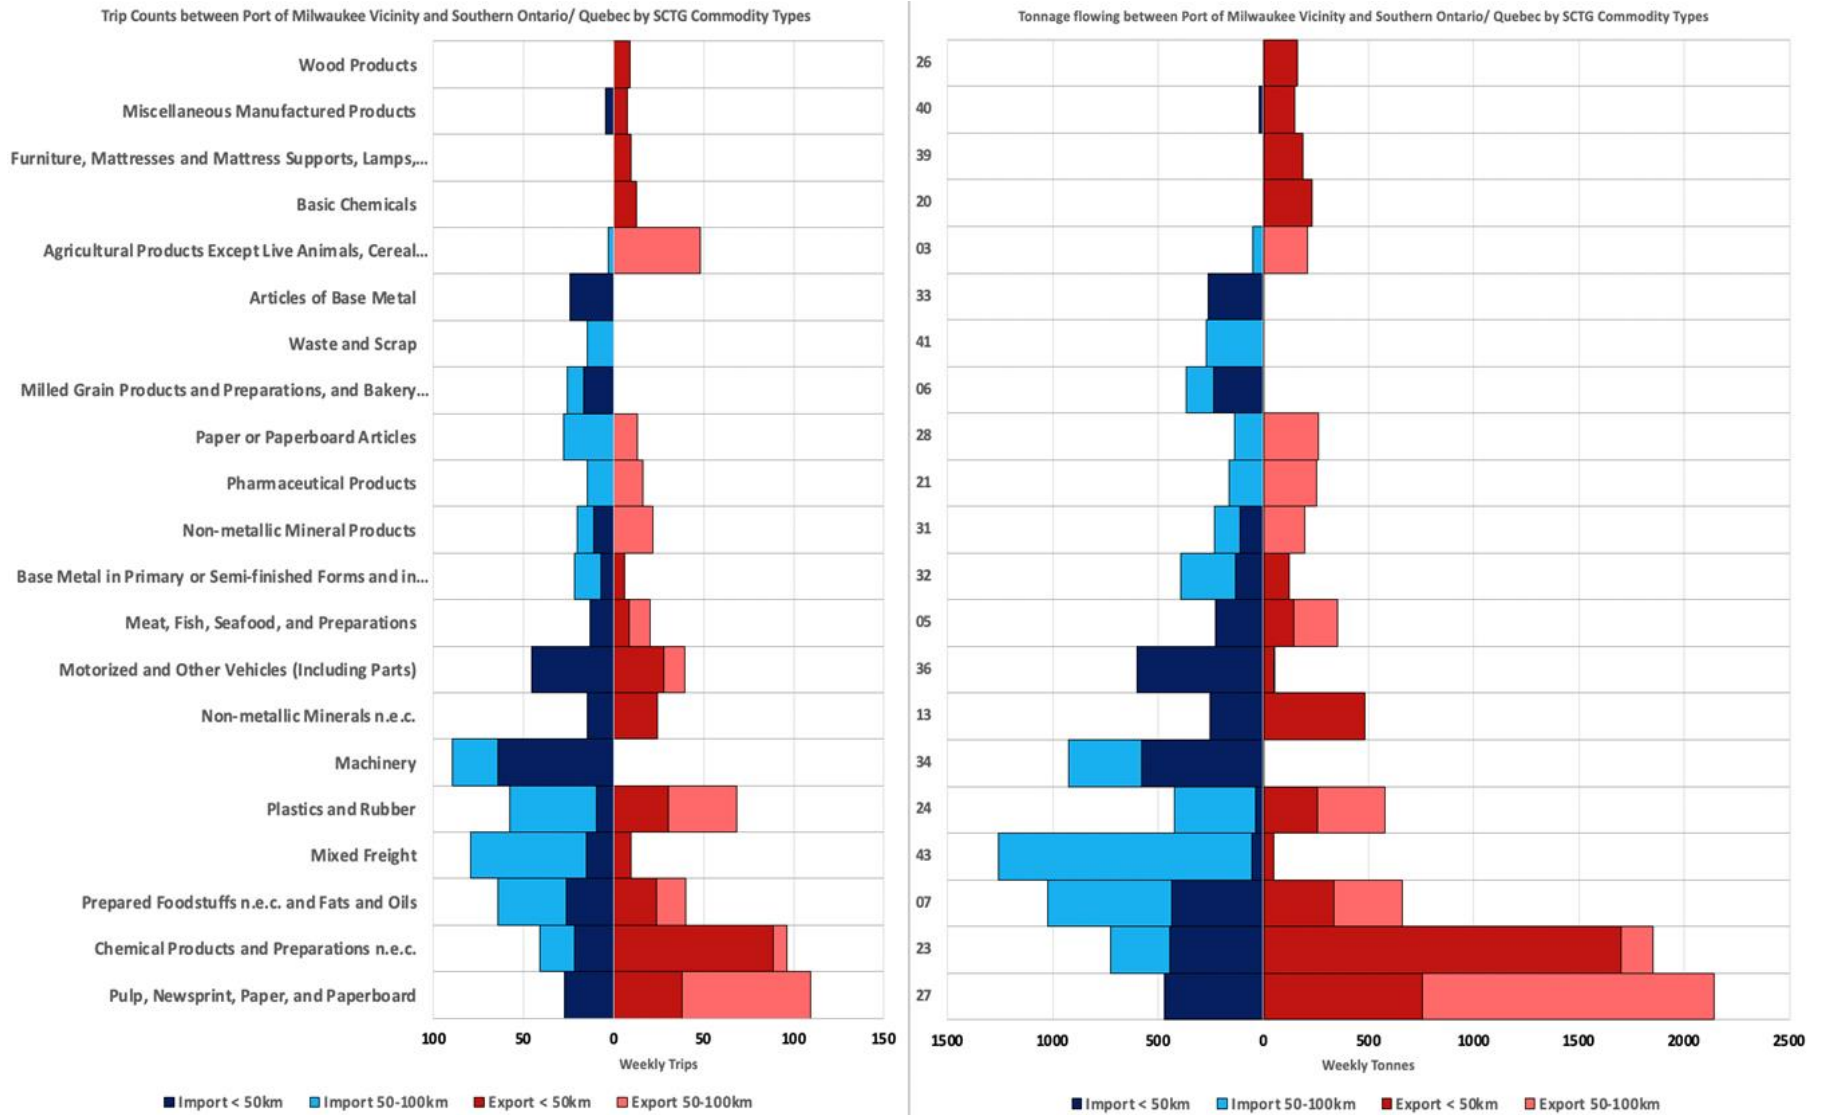 Trip Counts between Port of Milwaukee Vicinity and Southern Ontario/ Quebec by SCTG Commodity Types
Wood Products
Miscellaneous Manufactured Products
Furniture, Mattresses and Mattress Supports, Lamps,...
Basic Chemicals
Agricultural Products Except Live Animals, Cereal...
Articles of Base Metal
Waste and Scrap
Milled Grain Products and Preparations, and Bakery...
Paper or Paperboard Articles
Pharmaceutical Products
Non-metallic Mineral Products
Base Metal in Primary or Semi-finished Forms and in...
Meat, Fish, Seafood, and Preparations
Motorized and Other Vehicles (Including Parts)
Non-metallic Minerals n.e.c.
Machinery
Plastics and Rubber
Mixed Freight
Prepared Foodstuffs n.e.c. and Fats and Oils
Chemical Products and Preparations n.e.c.
Pulp, Newsprint, Paper, and Paperboard
100 50 0 50 100 150
Weekly Trips
Import < 50km Import 50-100km Export < 50km Export 50-100km
Tonnage flowing between Port of Milwaukee Vicinity and Southern Ontario/ Quebec by SCTG Commodity Types
26
40
39
20
03
33
41
06
28
21
31
32
05
36
13
34
24
43
07
23
27
1500 1000 500 0 500 1000 1500 2000 2500
Weekly Tonnes
Import < 50km Import 50-100km Export < 50km Export 50-100km